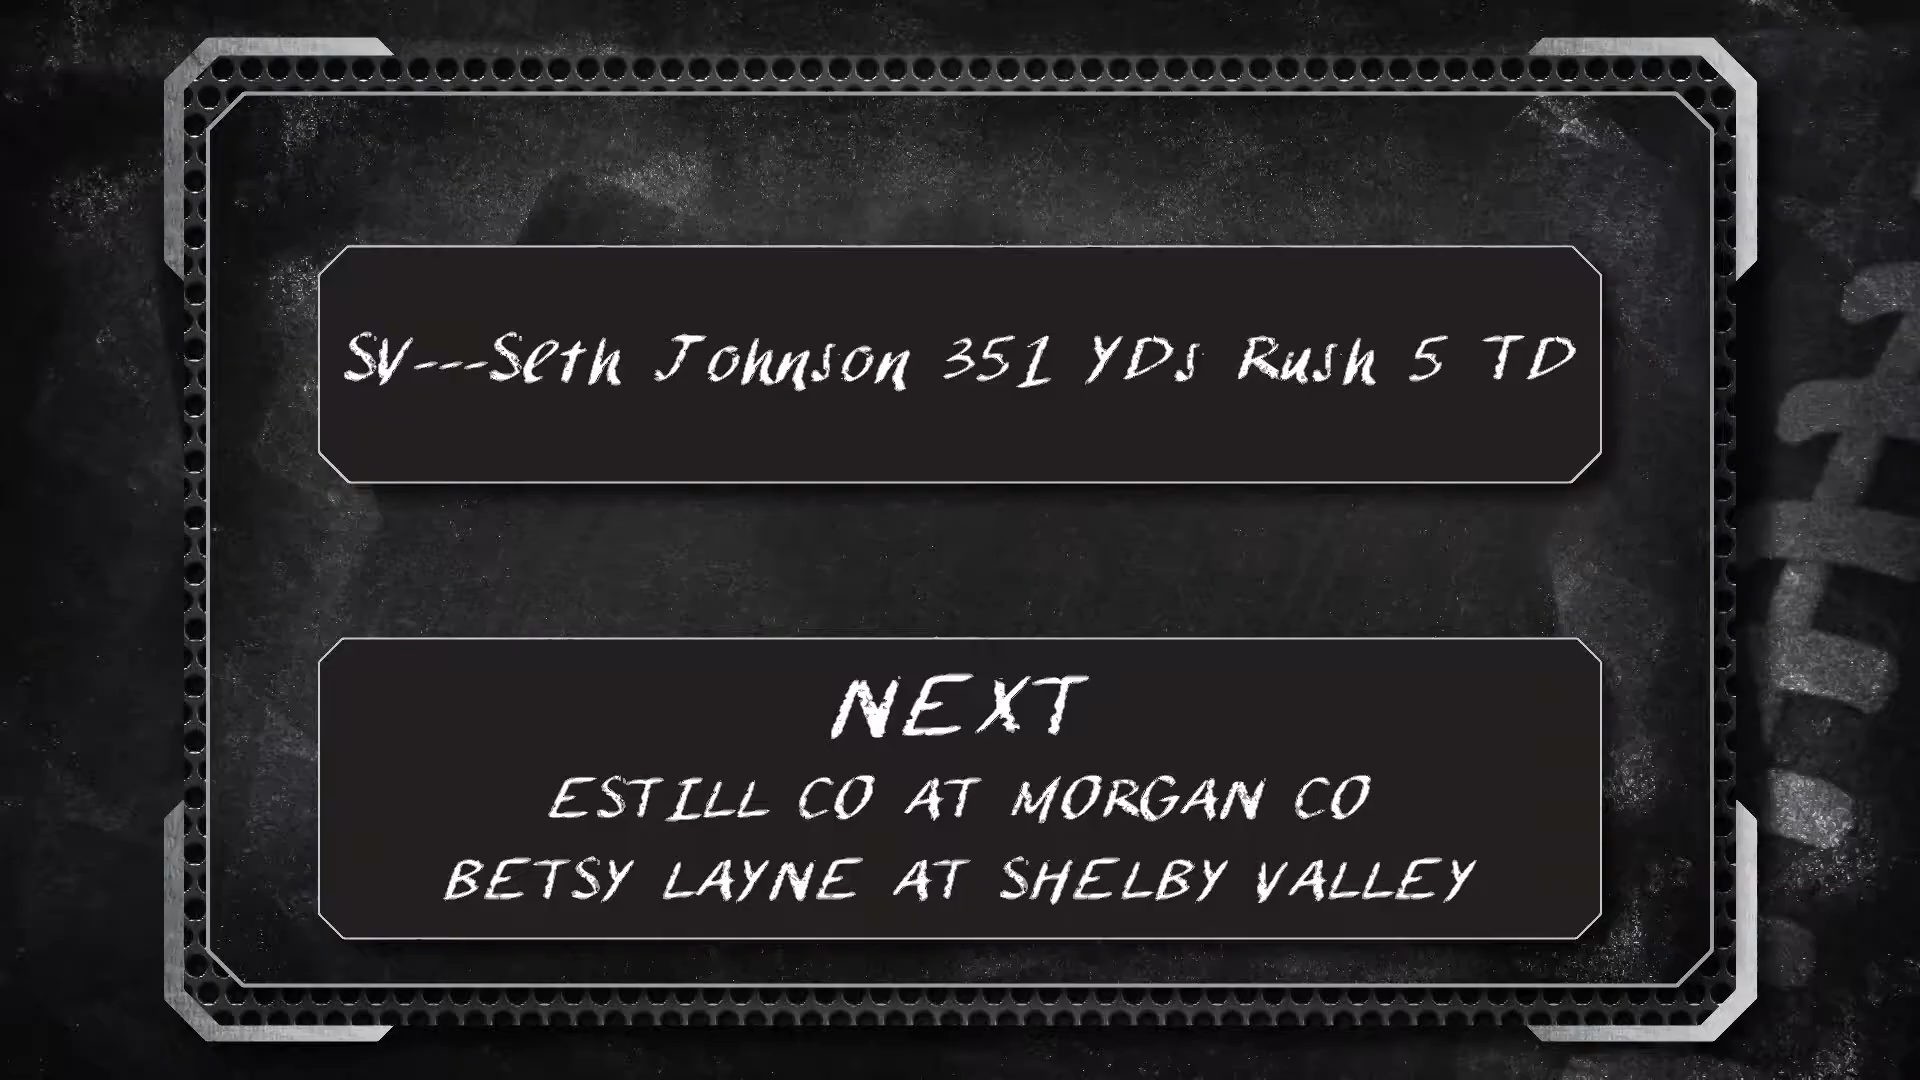 SV---Seth Johnson 351 YDs Rush 5 TD
NEXT
ESTILL CO AT MORGAN CO
BETSY LAYNE AT SHELBY VALLEY